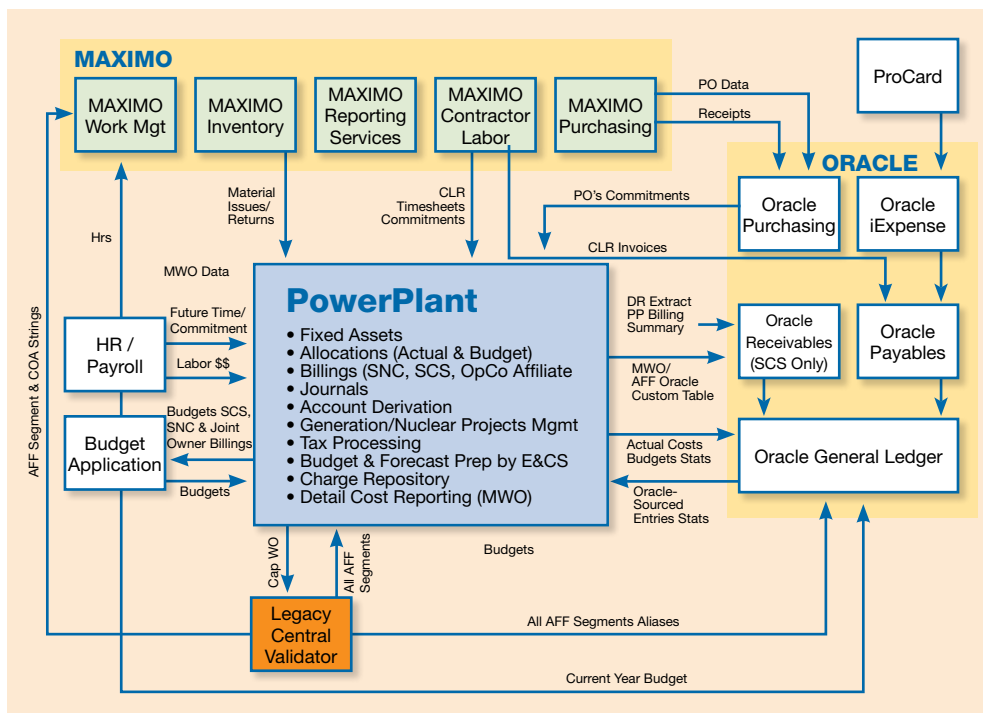 MAXIMO
MAXIMO
Work Mgt
MAXIMO
Inventory
MAXIMO
Reporting
Services
MAXIMO
Contractor
Labor
MAXIMO
Purchasing
PO Data
Receipts
ProCard
ORACLE
Oracle
Purchasing
Oracle
iExpense
Material
Issues/
Returns
CLR
Timesheets
Commitments
PO's Commitments
CLR Invoices
Hrs
MWO Data
AFF Segment & COA Strings
HR /
Payroll
Future Time/
Commitment
Labor $$
Budget
Application
Budgets SCS,
SNC & Joint
Owner Billings
Budgets
PowerPlant
• Fixed Assets
• Allocations (Actual & Budget)
• Billings (SNC, SCS, OpCo Affiliate
• Journals
• Account Derivation
• Generation/Nuclear Projects Mgmt
• Tax Processing
• Budget & Forecast Prep by E&CS
• Charge Repository
• Detail Cost Reporting (MWO)
DR Extract
PP Billing
Summary
MWO/
AFF Oracle
Custom Table
Oracle
Receivables
(SCS Only)
Oracle
Payables
Actual Costs
Budgets Stats
Oracle-
Sourced
Entries Stats
Oracle General Ledger
Cap WO
All AFF
Segments
Budgets
Legacy
Central
Validator
All AFF Segments Aliases
Current Year Budget